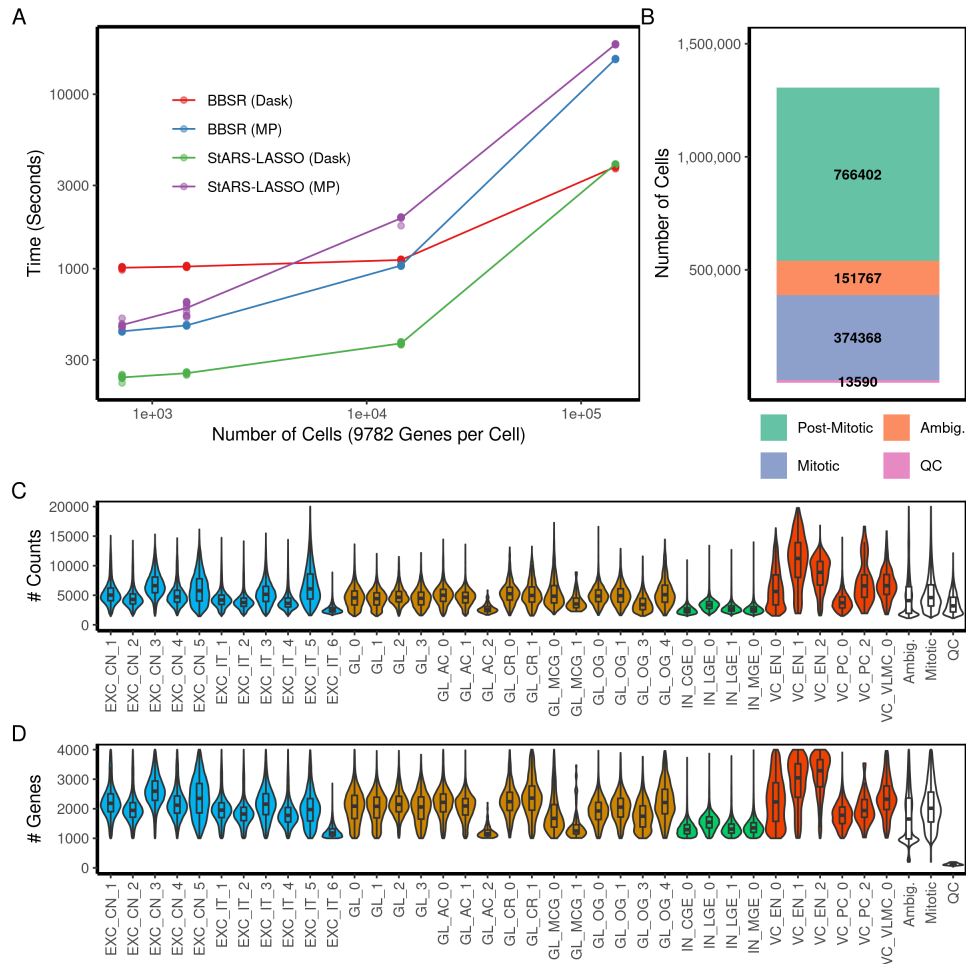 A
Time (Seconds)
10000
3000
1000
300
BBSR (Dask)
BBSR (MP)
StARS-LASSO (Dask)
StARS-LASSO (MP)
1e+03
1e+04
1e+05
Number of Cells (9782 Genes per Cell)
B
Number of Cells
1,500,000
1,000,000
500,000
766402
151767
374368
13590
Post-Mitotic
Ambig.
Mitotic
QC
C
# Counts
20000
15000
10000
5000
0
EXC_CN_1
EXC_CN_2
EXC_CN_3
EXC_CN_4
EXC_CN_5
EXC_IT_1
EXC_IT_2
EXC_IT_3
EXC_IT_4
EXC_IT_5
EXC_IT_6
GL_0
GL_1
GL_2
GL_3
GL_AC_0
GL_AC_1
GL_AC_2
GL_CR_0
GL_CR_1
GL_MCG_0
GL_MCG_1
GL_OG_0
GL_OG_1
GL_OG_3
GL_OG_4
IN_CGE_0
IN_LGE_0
IN_LGE_1
IN_MGE_0
VC_EN_0
VC_EN_1
VC_EN_2
VC_PC_0
VC_PC_2
VC_VLMC_0
Ambig.
Mitotic
QC
D
# Genes
4000
3000
2000
1000
0
EXC_CN_1
EXC_CN_2
EXC_CN_3
EXC_CN_4
EXC_CN_5
EXC_IT_1
EXC_IT_2
EXC_IT_3
EXC_IT_4
EXC_IT_5
EXC_IT_6
GL_0
GL_1
GL_2
GL_3
GL_AC_0
GL_AC_1
GL_AC_2
GL_CR_0
GL_CR_1
GL_MCG_0
GL_MCG_1
GL_OG_0
GL_OG_1
GL_OG_3
GL_OG_4
IN_CGE_0
IN_LGE_0
IN_LGE_1
IN_MGE_0
VC_EN_0
VC_EN_1
VC_EN_2
VC_PC_0
VC_PC_2
VC_VLMC_0
Ambig.
Mitotic
QC